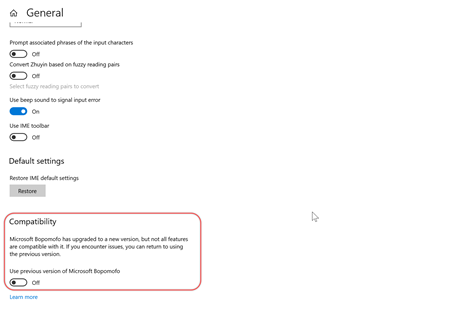 General
Prompt associated phrases of the input characters
Off
Convert Zhuyin based on fuzzy reading pairs
Off
Select fuzzy reading pairs to convert
Use beep sound to signal input error
On
Use IME toolbar
Off
Default settings
Restore IME default settings
Restore
Compatibility
Microsoft Bopomofo has upgraded to a new version, but not all features
are compatible with it. If you encounter issues, you can return to using
the previous version.
Use previous version of Microsoft Bopomofo
Off
Learn more